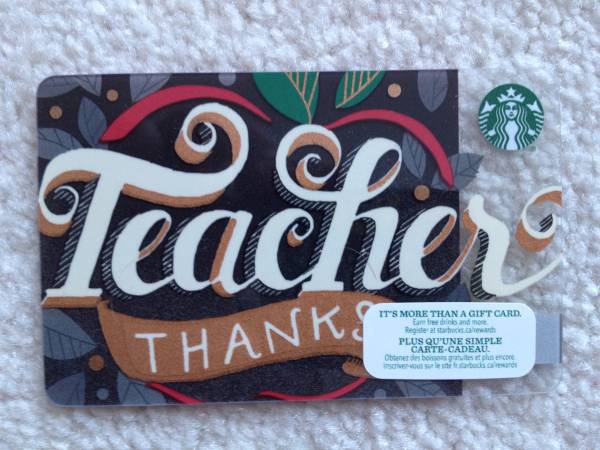 Teacher
THANKS
IT'S MORE THAN A GIFT CARD.
Earn free drinks and more.
Register at starbucks.ca/rewards
PLUS QU'UNE SIMPLE
CARTE-CADEAU.
Obtenez des boissons gratuites et plus encore.
Inscrivez-vous sur le site fr.starbucks.ca/rewards